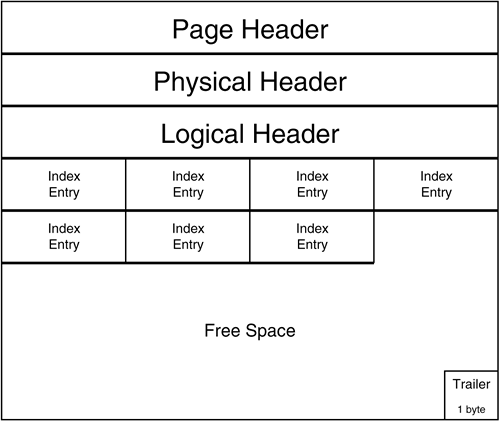 Page Header
Physical Header
Logical Header
Index Index Index Index
Entry Entry Entry Entry
Index Index Index
Entry Entry Entry
Free Space
Trailer
1 byte